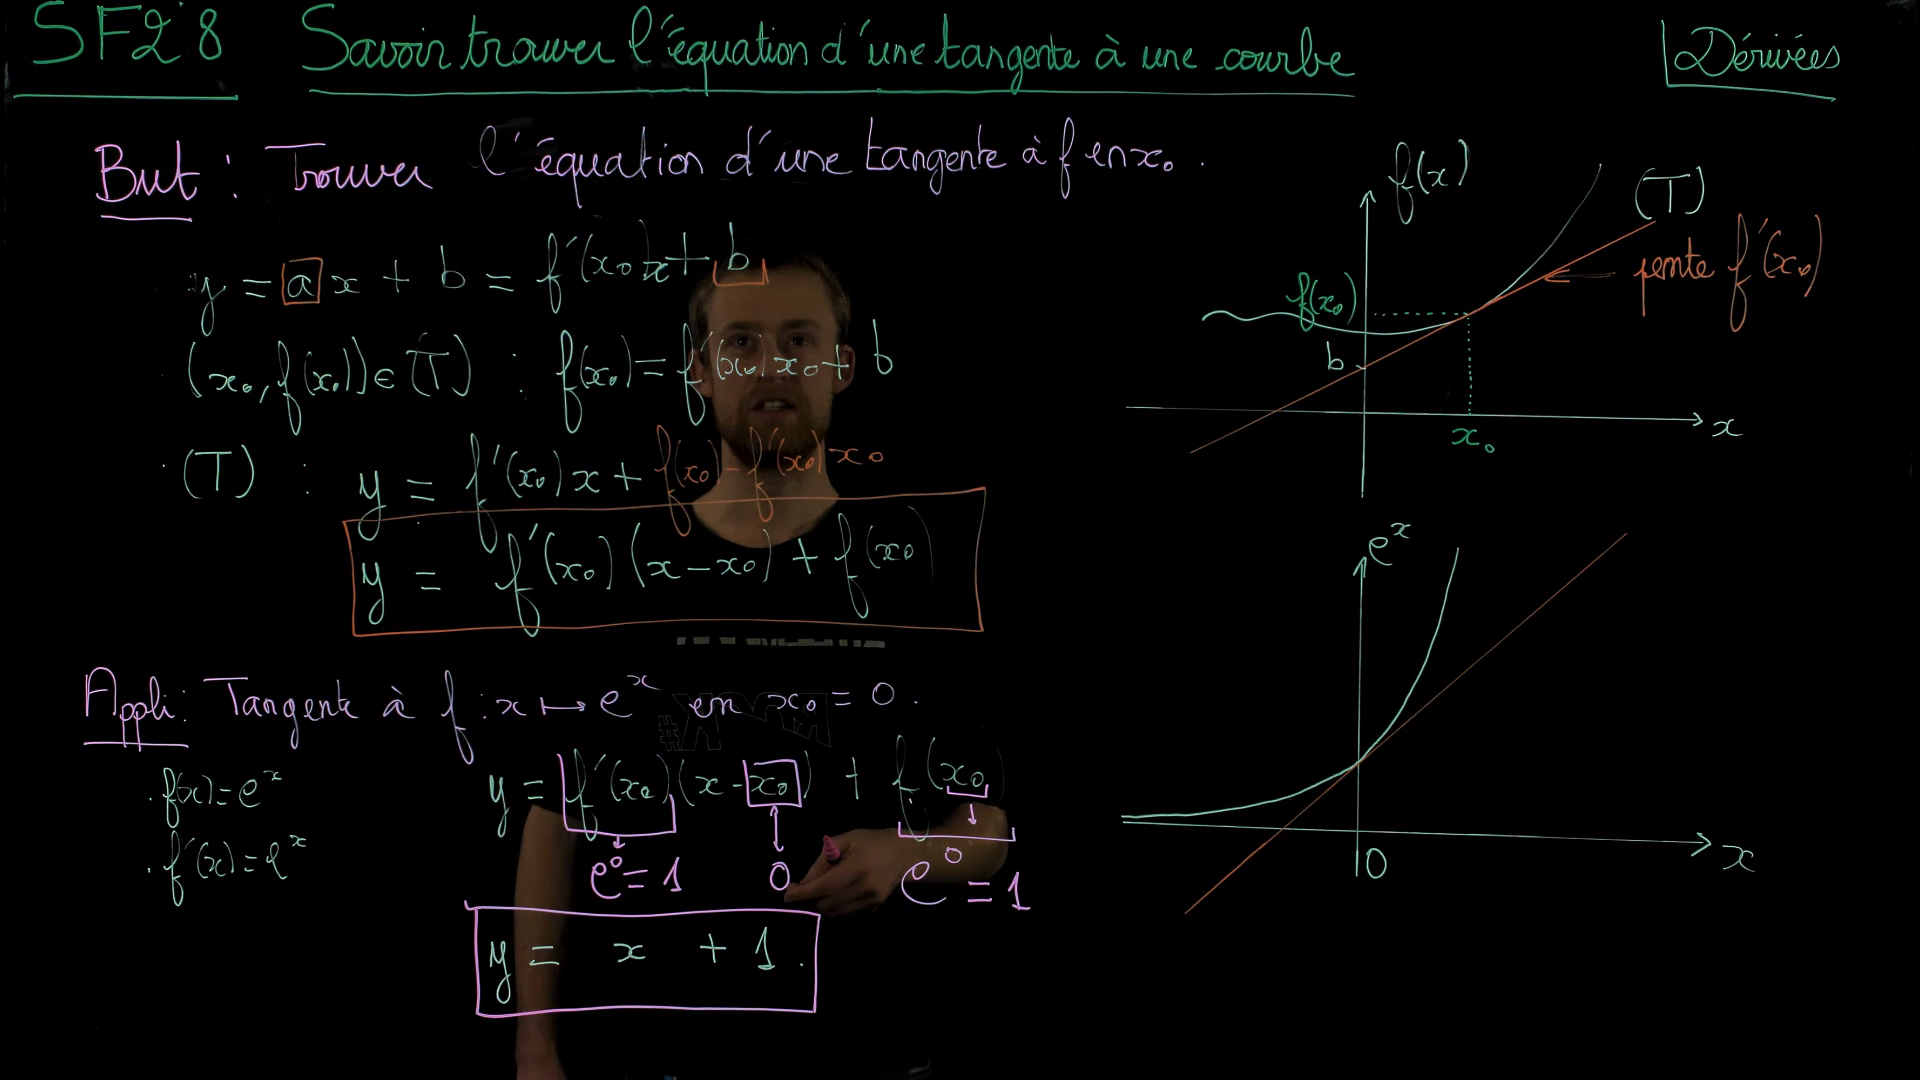 SF28 Savoir trouver l'équation d'une tangente à une courbe Dérivées
But : Trouver l'équation d'une tangente à f en x₀.
y = a x + b = f'(x₀)x + b
(x₀, f(x₀)) ∈ (T) : f(x₀) = f'(x₀)x₀ + b
(T) : y = f'(x₀)x + f(x₀) - f'(x₀)x₀
y = f'(x₀)(x - x₀) + f(x₀)
f(x)
(T)
pente f'(x₀)
f(x₀)
b
x₀
x
Appli : Tangente à f : x ↦ eˣ en x₀ = 0.
. f(x) = eˣ
. f'(x) = eˣ
y = f'(x₀)(x - x₀) + f(x₀)
e⁰ = 1 0 e⁰ = 1
y = x + 1.
eˣ
0
x